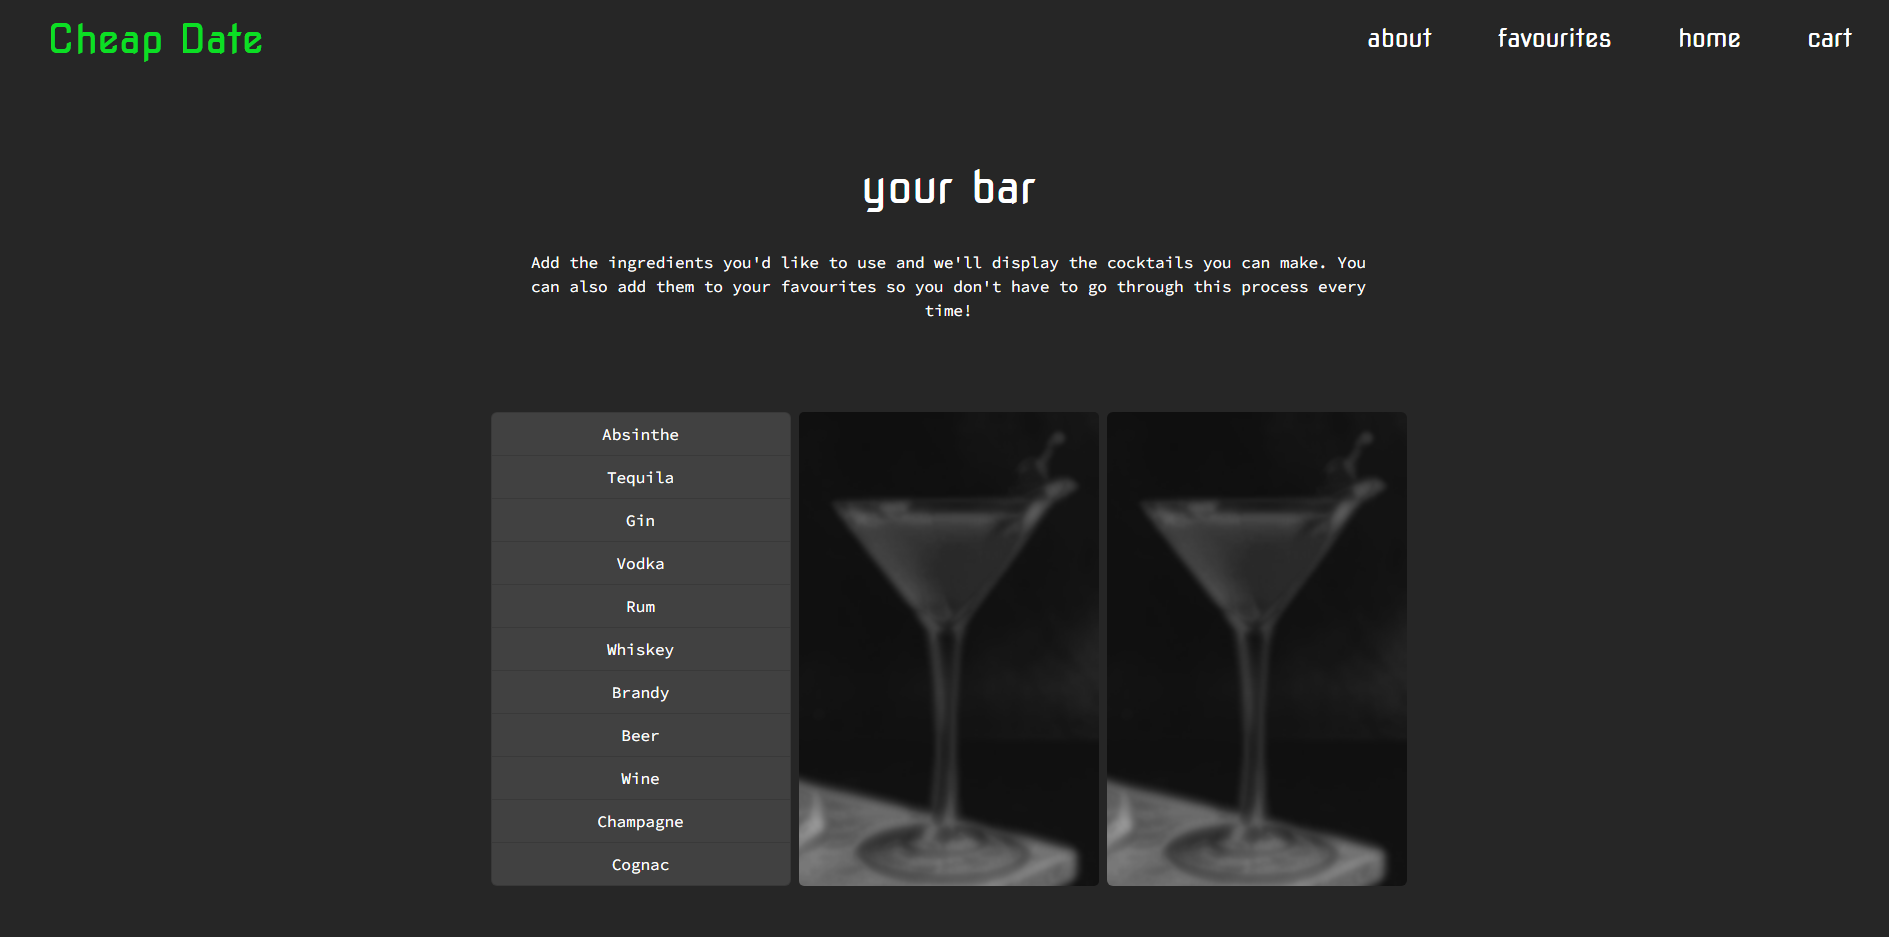 Cheap Date
about favourites home cart
your bar
Add the ingredients you'd like to use and we'll display the cocktails you can make. You
can also add them to your favourites so you don't have to go through this process every
time!
Absinthe
Tequila
Gin
Vodka
Rum
Whiskey
Brandy
Beer
Wine
Champagne
Cognac